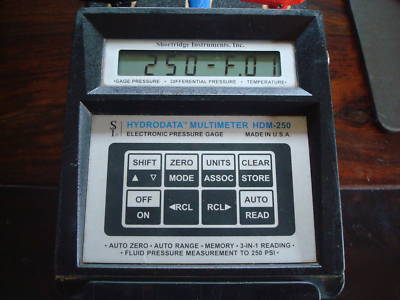 Shortridge Instruments, Inc.
250-F01
•GAGE PRESSURE • DIFFERENTIAL PRESSURE • TEMPERATURE•
SI HYDRODATA™ MULTIMETER HDM-250
ELECTRONIC PRESSURE GAGE MADE IN U.S.A.
SHIFT ZERO UNITS CLEAR
▲ ▽ MODE ASSOC STORE
OFF ◀RCL RCL▶ AUTO
ON READ
• AUTO ZERO • AUTO RANGE • MEMORY • 3-IN-1 READING •
• FLUID PRESSURE MEASUREMENT TO 250 PSI •